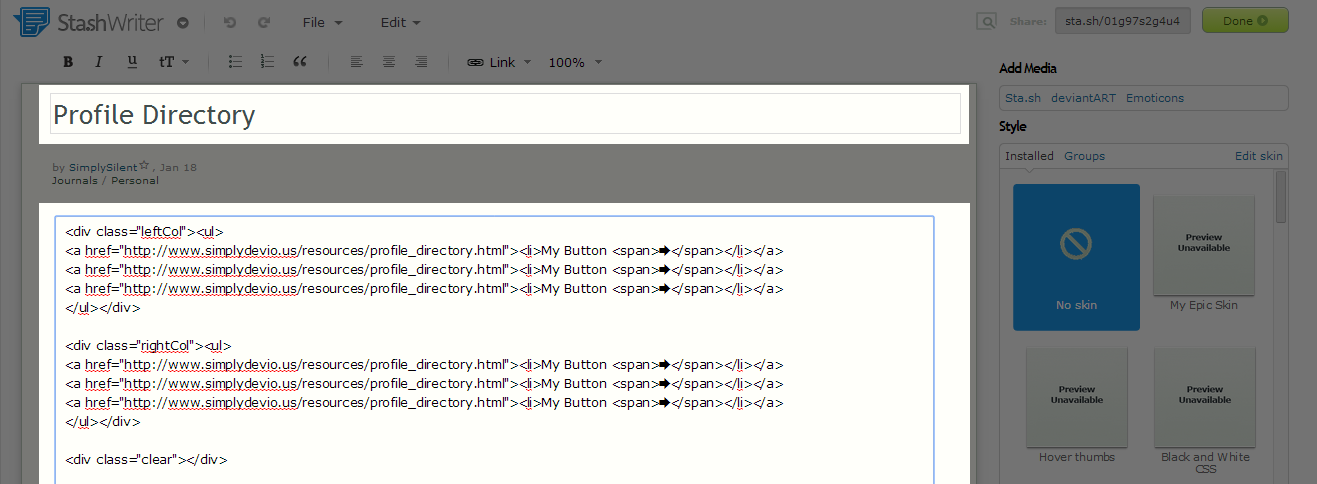 Sta.sh Writer File Edit Share: sta.sh/01g97s2g4u4 Done
B I u tT Link 100%
Add Media
Sta.sh deviantART Emoticons
Style
Installed Groups Edit skin
Profile Directory
by SimplySilent☆, Jan 18
Journals / Personal
<div class="leftCol"><ul>
<a href="http://www.simplydevio.us/resources/profile_directory.html"><li>My Button <span>🡆</span></li></a>
<a href="http://www.simplydevio.us/resources/profile_directory.html"><li>My Button <span>🡆</span></li></a>
<a href="http://www.simplydevio.us/resources/profile_directory.html"><li>My Button <span>🡆</span></li></a>
</ul></div>
<div class="rightCol"><ul>
<a href="http://www.simplydevio.us/resources/profile_directory.html"><li>My Button <span>🡆</span></li></a>
<a href="http://www.simplydevio.us/resources/profile_directory.html"><li>My Button <span>🡆</span></li></a>
<a href="http://www.simplydevio.us/resources/profile_directory.html"><li>My Button <span>🡆</span></li></a>
</ul></div>
<div class="clear"></div>
No skin
Preview
Unavailable
My Epic Skin
Preview
Unavailable
Hover thumbs
Preview
Unavailable
Black and White
CSS